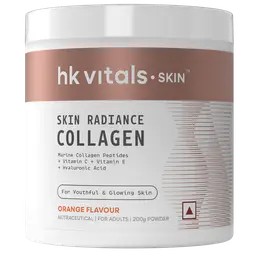 hk vitals · SKIN™
SKIN RADIANCE
COLLAGEN
Marine Collagen Peptides
+ Vitamin C + Vitamin E
+ Hyaluronic Acid
For Youthful & Glowing Skin
ORANGE FLAVOUR
NUTRACEUTICAL | FOR ADULTS | 200g POWDER